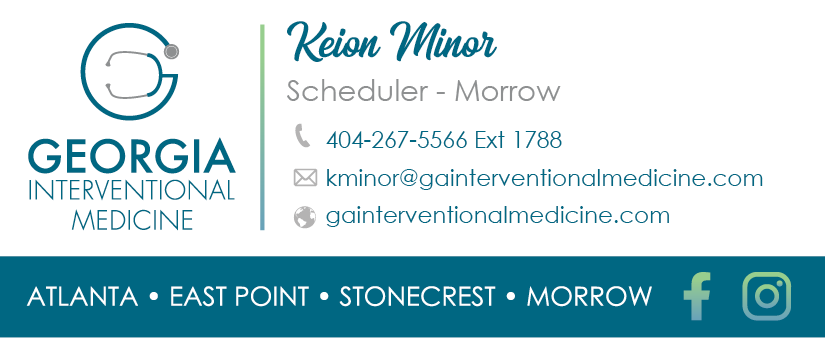 GEORGIA
INTERVENTIONAL
MEDICINE
Keion Minor
Scheduler - Morrow
404-267-5566 Ext 1788
kminor@gainterventionalmedicine.com
gainterventionalmedicine.com
ATLANTA • EAST POINT • STONECREST • MORROW